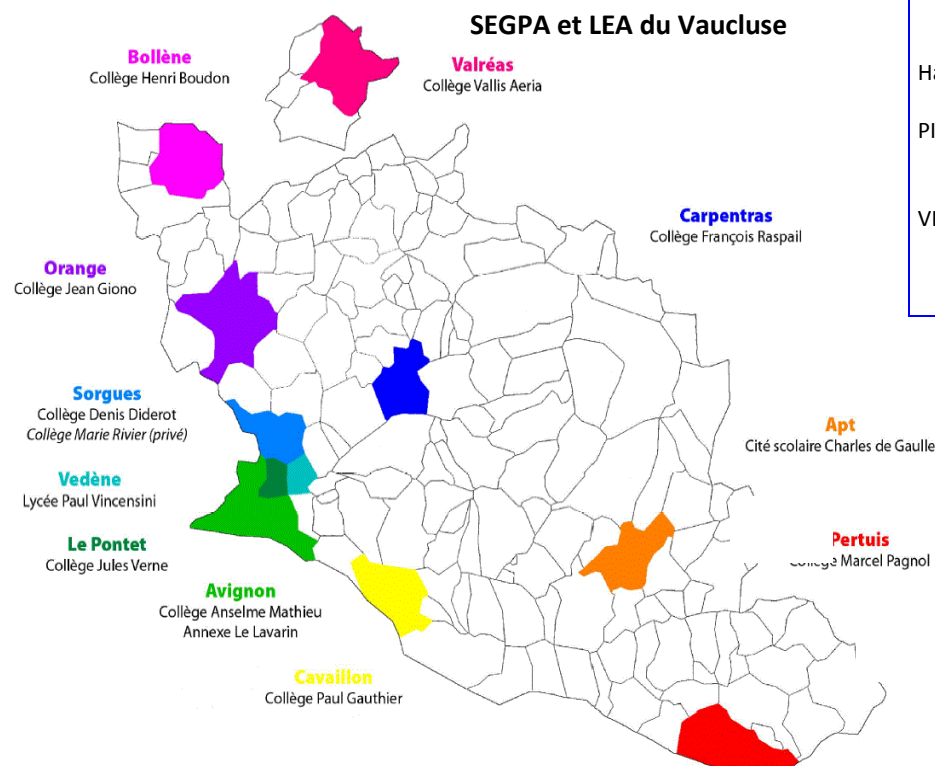 SEGPA et LEA du Vaucluse
Bollène
Collège Henri Boudon
Valréas
Collège Vallis Aeria
Carpentras
Collège François Raspail
Orange
Collège Jean Giono
Sorgues
Collège Denis Diderot
Collège Marie Rivier (privé)
Apt
Cité scolaire Charles de Gaulle
Vedène
Lycée Paul Vincensini
Le Pontet
Collège Jules Verne
Pertuis
Collège Marcel Pagnol
Avignon
Collège Anselme Mathieu
Annexe Le Lavarin
Cavaillon
Collège Paul Gauthier